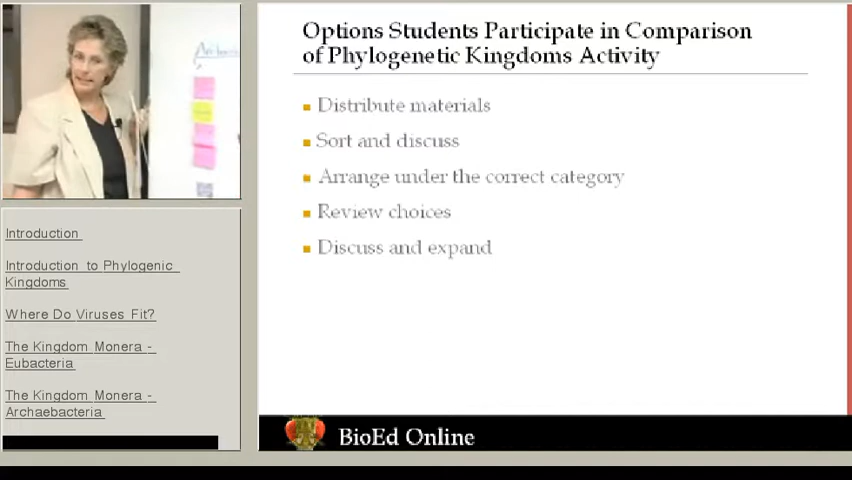 Options Students Participate in Comparison
of Phylogenetic Kingdoms Activity
Distribute materials
Sort and discuss
Arrange under the correct category
Review choices
Discuss and expand
Introduction
Introduction to Phylogenic
Kingdoms
Where Do Viruses Fit?
The Kingdom Monera -
Eubacteria
The Kingdom Monera -
Archaebacteria
BioEd Online